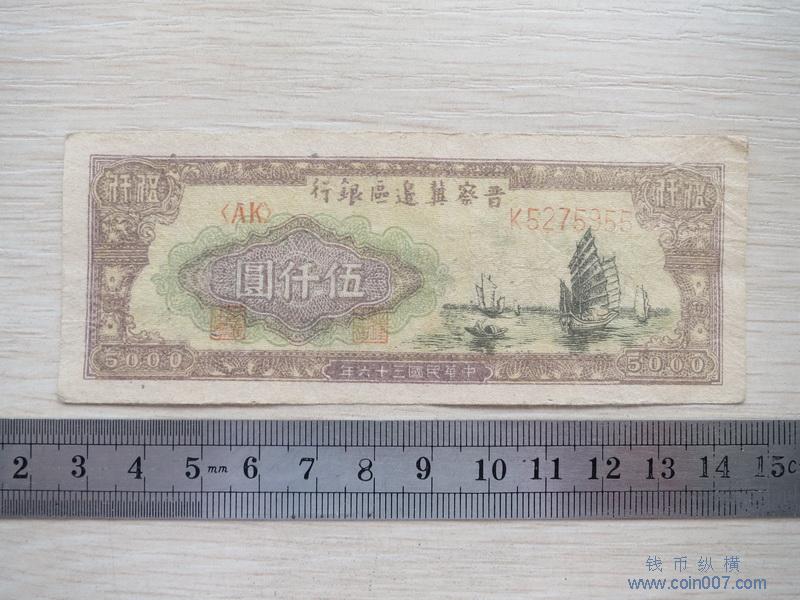 晋察冀邊區銀行
伍仟 伍仟
〈AK〉 K5275955
伍仟圓
5000 5000
中華民國三十六年
2 3 4 5 mm 6 7 8 9 10 11 12 13 14 15 c
钱币纵横
www.coin007.com